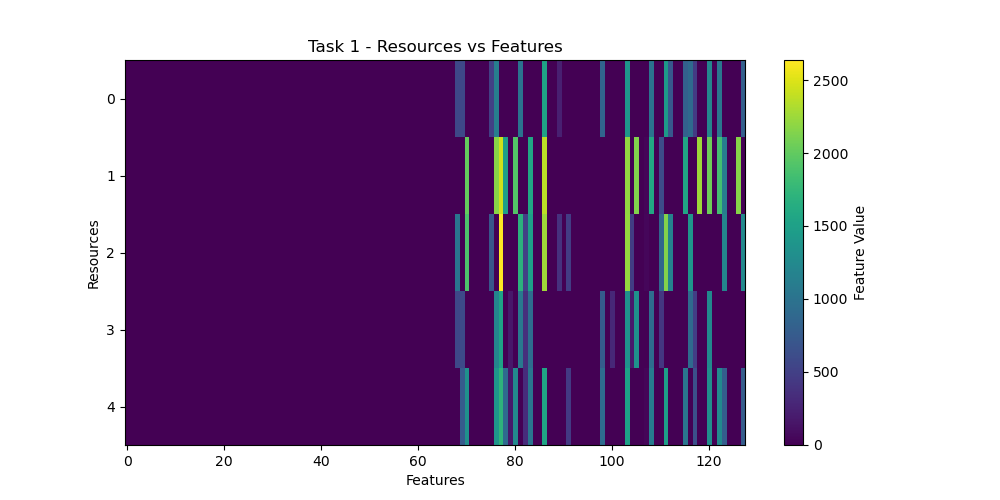 Task 1 - Resources vs Features
Resources
0
1
2
3
4
0 20 40 60 80 100 120
Features
2500
2000
1500
1000
500
0
Feature Value